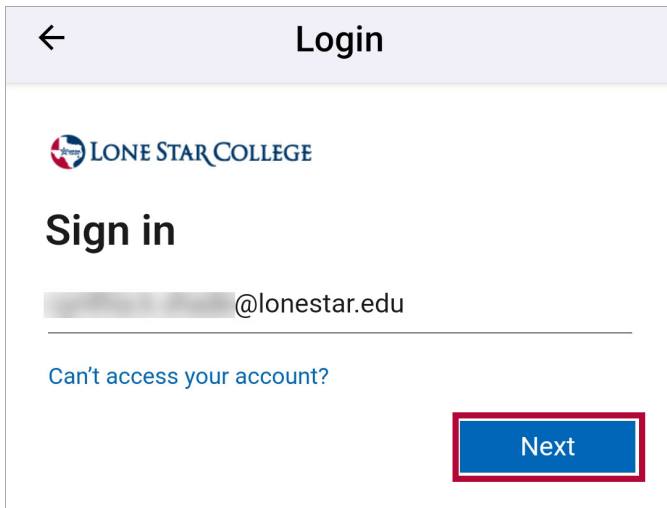 Login
LONE STAR COLLEGE
Sign in
@lonestar.edu
Can't access your account?
Next